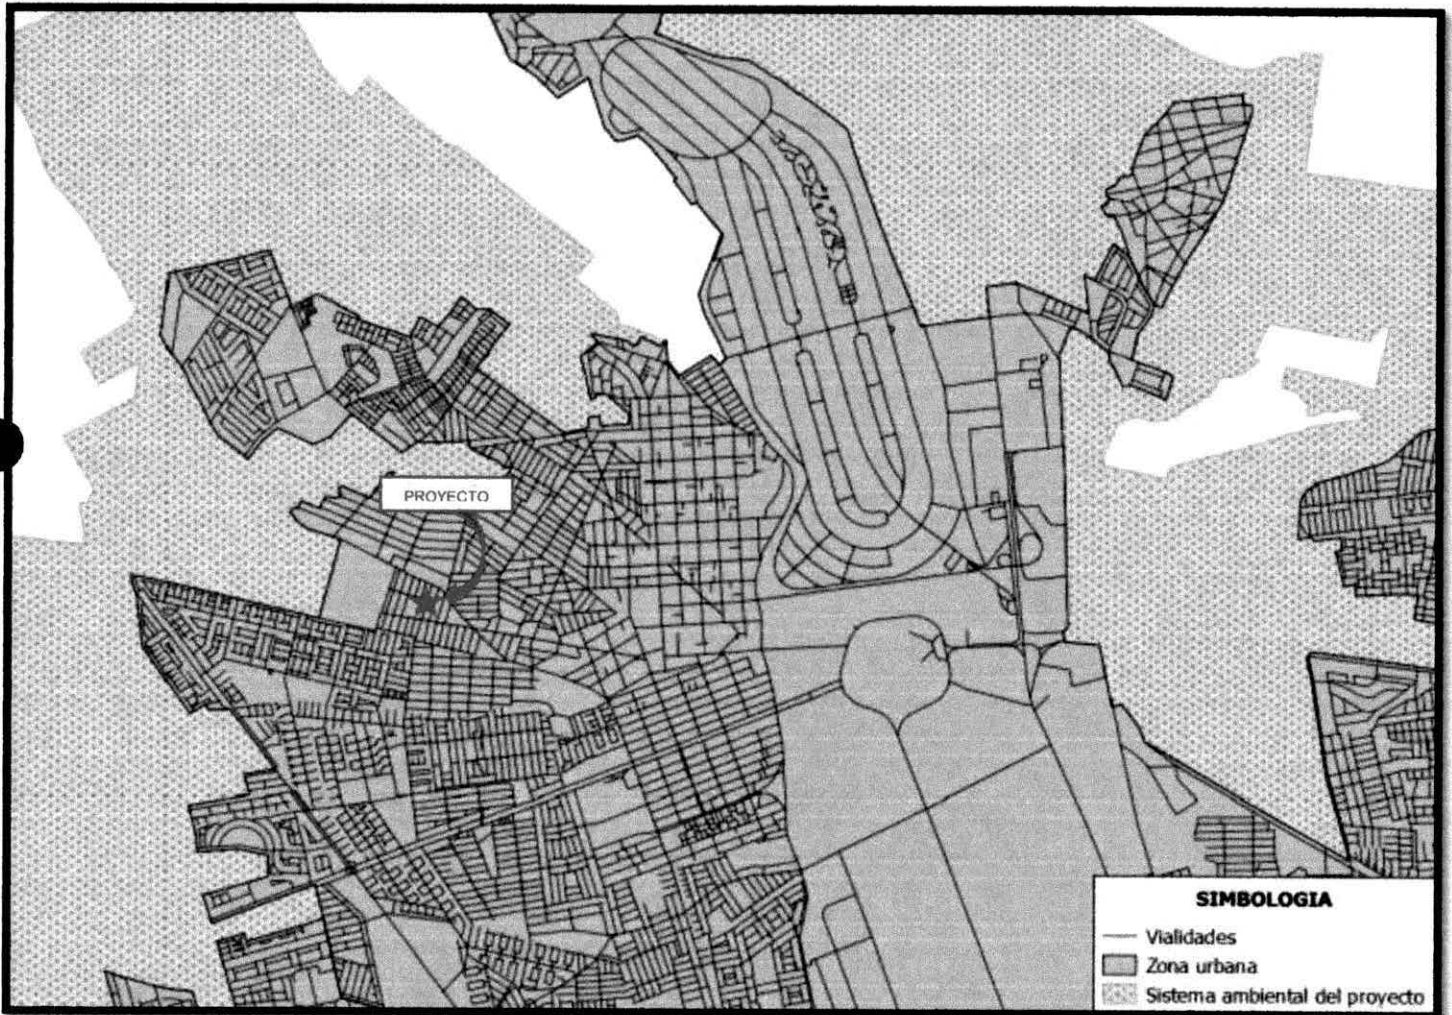 PROYECTO
SIMBOLOGIA
Vialidades
Zona urbana
Sistema ambiental del proyecto